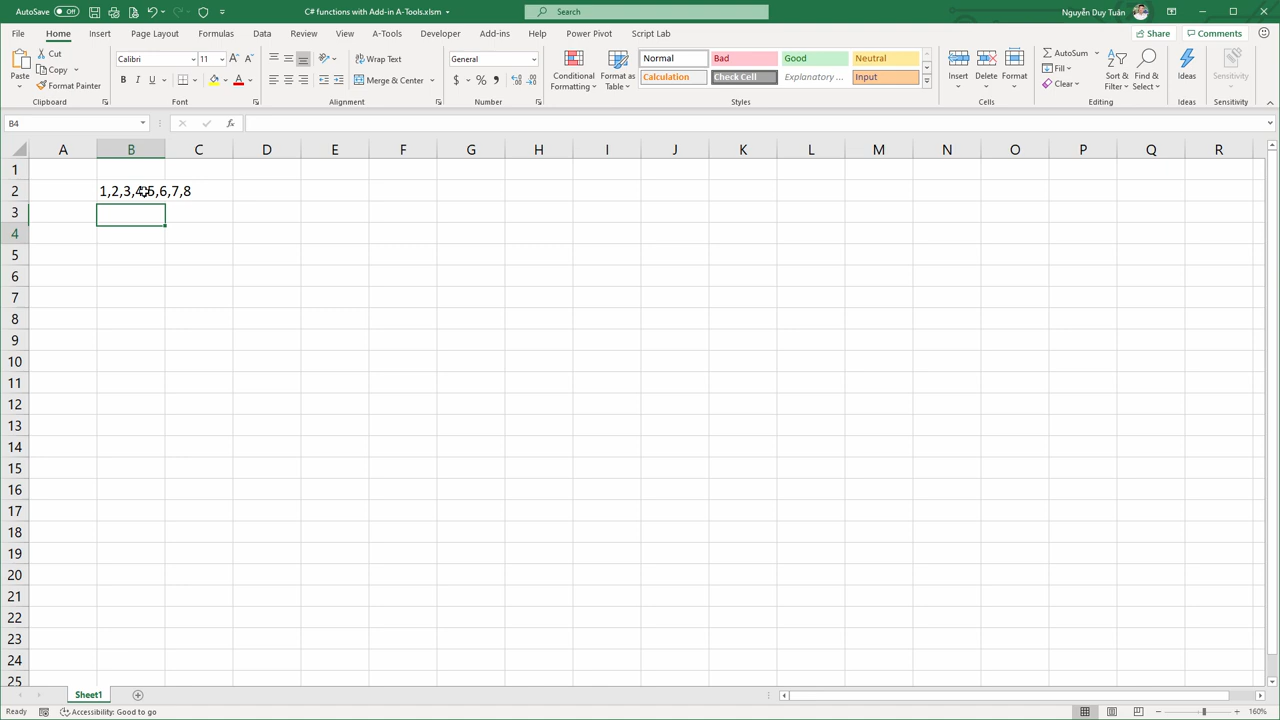 AutoSave Off C# functions with Add-in A-Tools.xlsm Search Nguyễn Duy Tuân
File Home Insert Page Layout Formulas Data Review View A-Tools Developer Add-ins Help Power Pivot Script Lab Share Comments
Paste Cut Copy Format Painter Clipboard
Calibri 11 A A B I U A Font
Wrap Text Merge & Center Alignment
General $ % , Number
Conditional Formatting Format as Table Normal Bad Good Neutral Calculation Check Cell Explanatory ... Input Styles
Insert Delete Format Cells
AutoSum Fill Clear Sort & Filter Find & Select Editing
Ideas Ideas
Sensitivity Sensitivity
B4 fx
A B C D E F G H I J K L M N O P Q R
1
2 1,2,3,4,5,6,7,8
3
4
5
6
7
8
9
10
11
12
13
14
15
16
17
18
19
20
21
22
23
24
25
Sheet1
Ready Accessibility: Good to go 160%